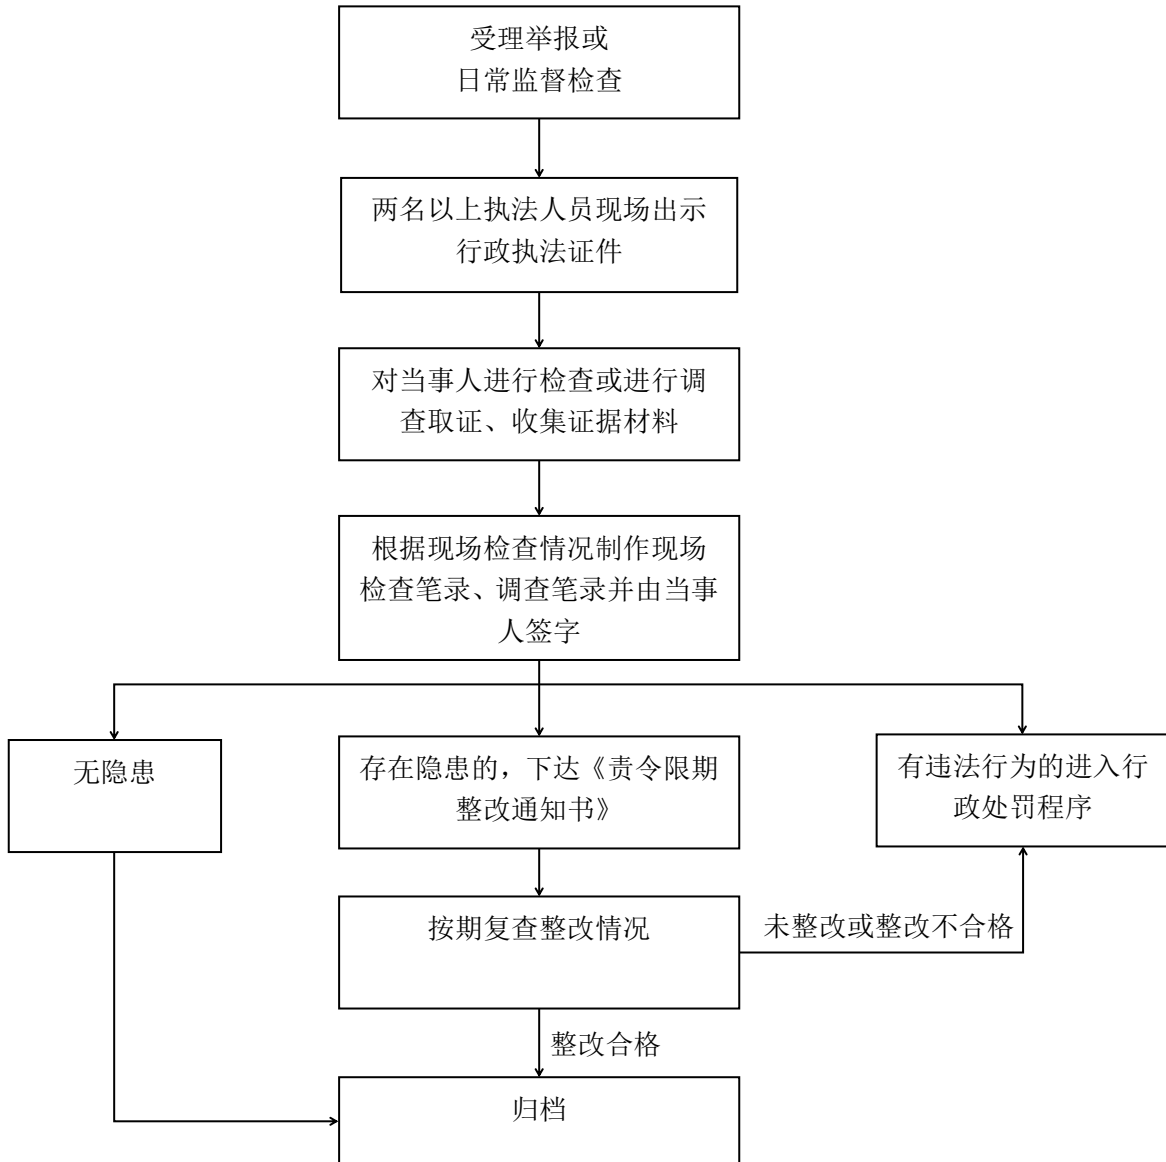 受理举报或
日常监督检查
两名以上执法人员现场出示
行政执法证件
对当事人进行检查或进行调
查取证、收集证据材料
根据现场检查情况制作现场
检查笔录、调查笔录并由当事
人签字
无隐患
存在隐患的，下达《责令限期
整改通知书》
有违法行为的进入行
政处罚程序
按期复查整改情况
未整改或整改不合格
整改合格
归档